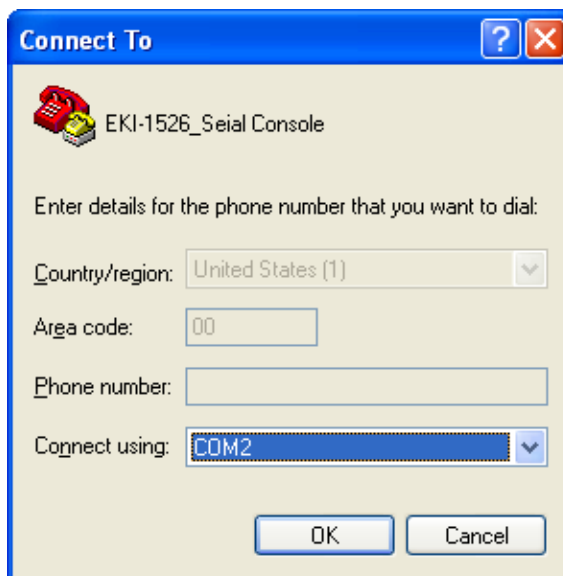 Connect To
EKI-1526_Seial Console
Enter details for the phone number that you want to dial:
Country/region: United States (1)
Area code: 00
Phone number:
Connect using: COM2
OK Cancel